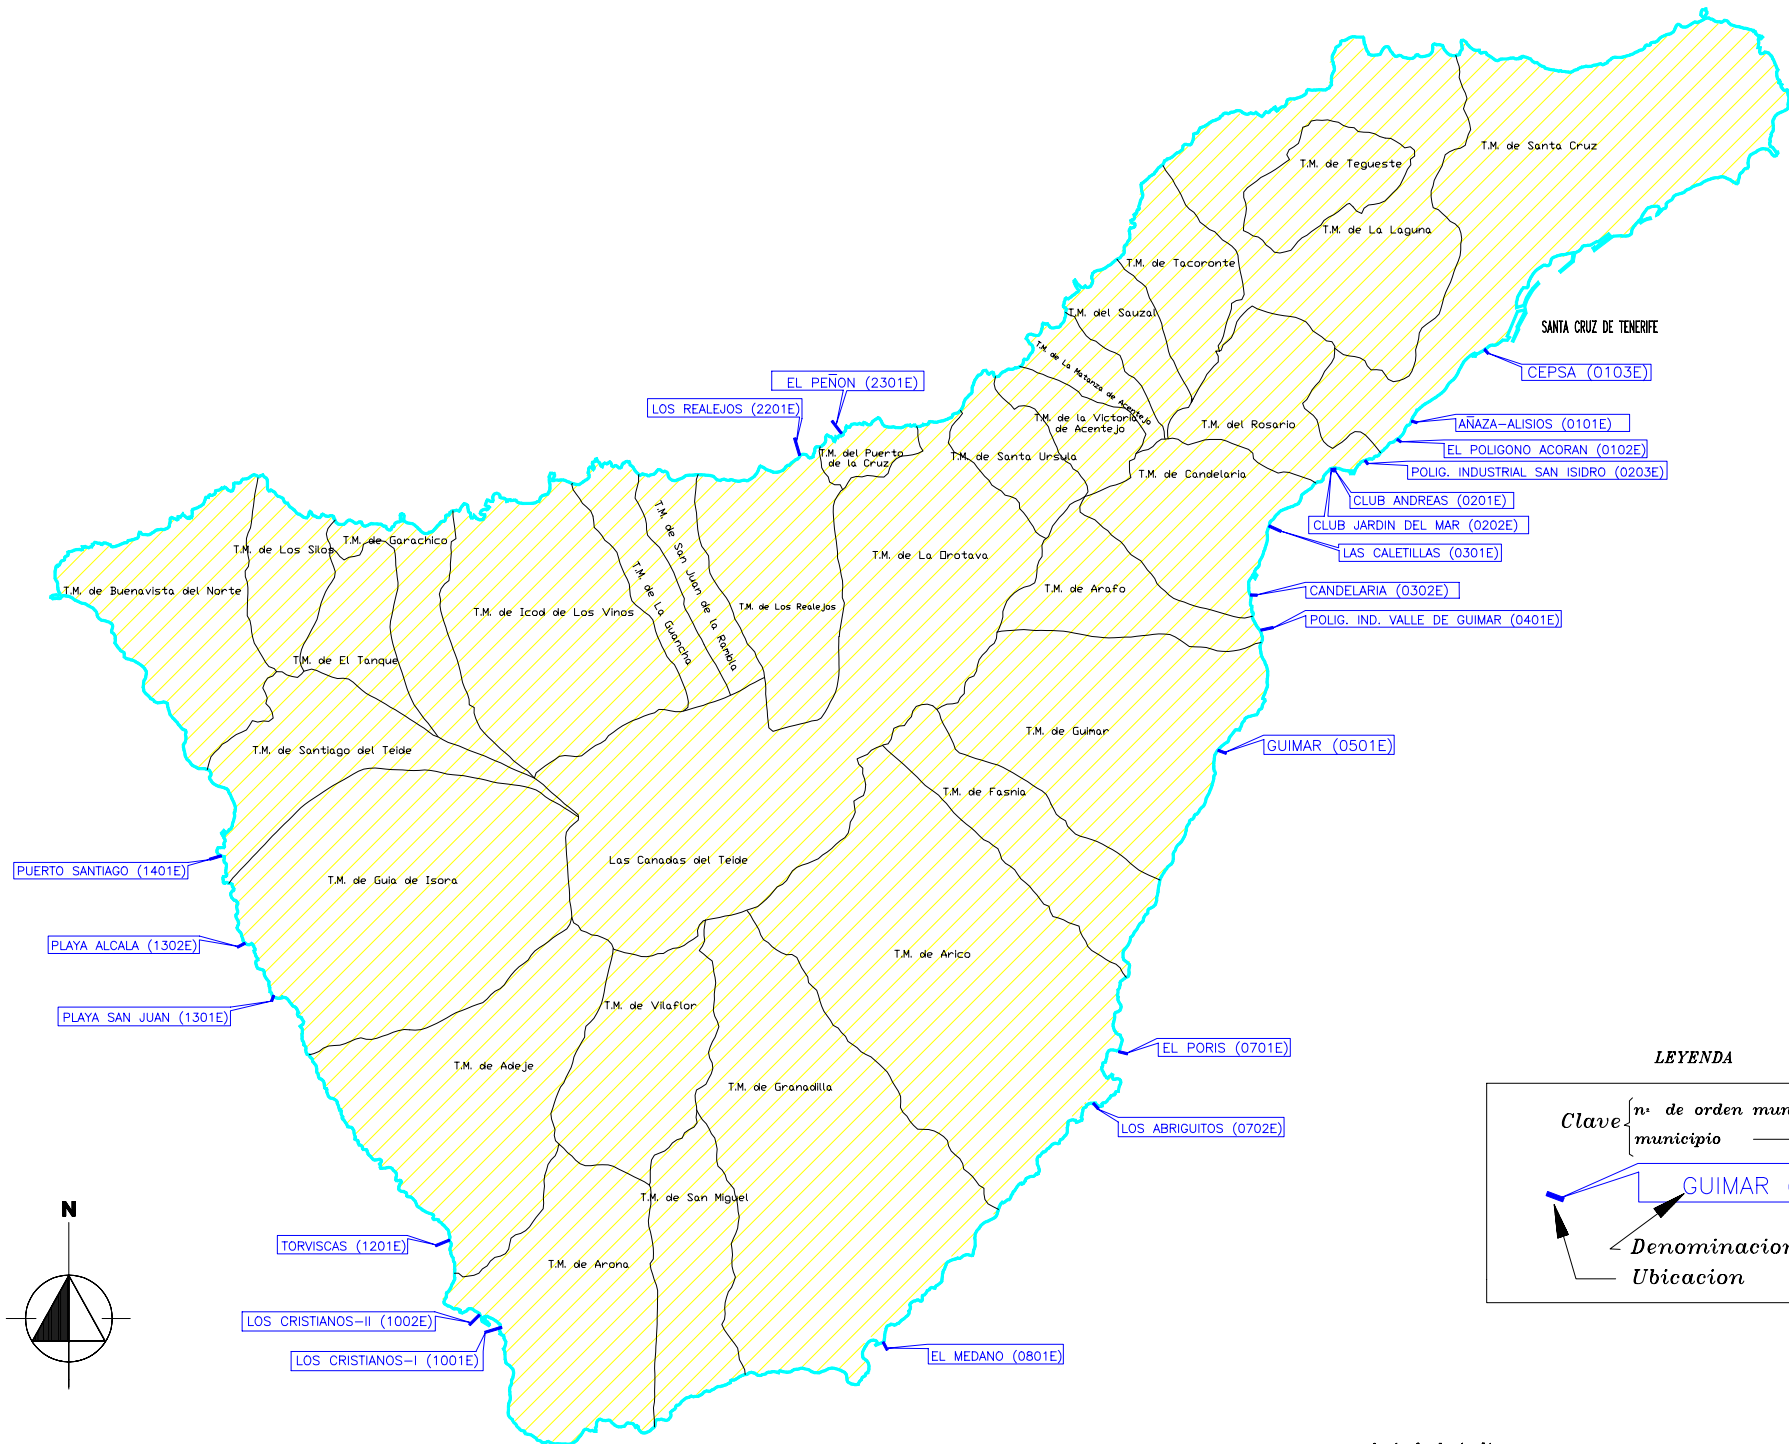 T.M. de Santa Cruz
T.M. de Tegueste
T.M. de La Laguna
T.M. de Tacoronte
T.M. del Sauzal
SANTA CRUZ DE TENERIFE
T.M. de La Matanza de Acentejo
CEPSA (0103E)
EL PEÑON (2301E)
LOS REALEJOS (2201E)
T.M. de la Victoria
de Acentejo
T.M. del Rosario
AÑAZA-ALISIOS (0101E)
EL POLIGONO ACORAN (0102E)
T.M. del Puerto
de la Cruz
T.M. de Santa Ursula
T.M. de Candelaria
POLIG. INDUSTRIAL SAN ISIDRO (0203E)
CLUB ANDREAS (0201E)
CLUB JARDIN DEL MAR (0202E)
T.M. de Garachico
T.M. de Los Silos
T.M. de San Juan de la Rambla
T.M. de La Orotava
LAS CALETILLAS (0301E)
T.M. de Buenavista del Norte
T.M. de La Guancha
T.M. de Arafo
CANDELARIA (0302E)
T.M. de Icod de Los Vinos
T.M. de Los Realejos
POLIG. IND. VALLE DE GUIMAR (0401E)
T.M. de El Tanque
T.M. de Guimar
T.M. de Santiago del Teide
GUIMAR (0501E)
T.M. de Fasnia
Las Canadas del Teide
PUERTO SANTIAGO (1401E)
T.M. de Guia de Isora
PLAYA ALCALA (1302E)
T.M. de Arico
T.M. de Vilaflor
PLAYA SAN JUAN (1301E)
EL PORIS (0701E)
T.M. de Adeje
T.M. de Granadilla
LOS ABRIGUITOS (0702E)
T.M. de San Miguel
TORVISCAS (1201E)
T.M. de Arona
LOS CRISTIANOS-II (1002E)
LOS CRISTIANOS-I (1001E)
EL MEDANO (0801E)
N
LEYENDA
Clave
nº de orden mun
municipio
GUIMAR (
Denominacion
Ubicacion